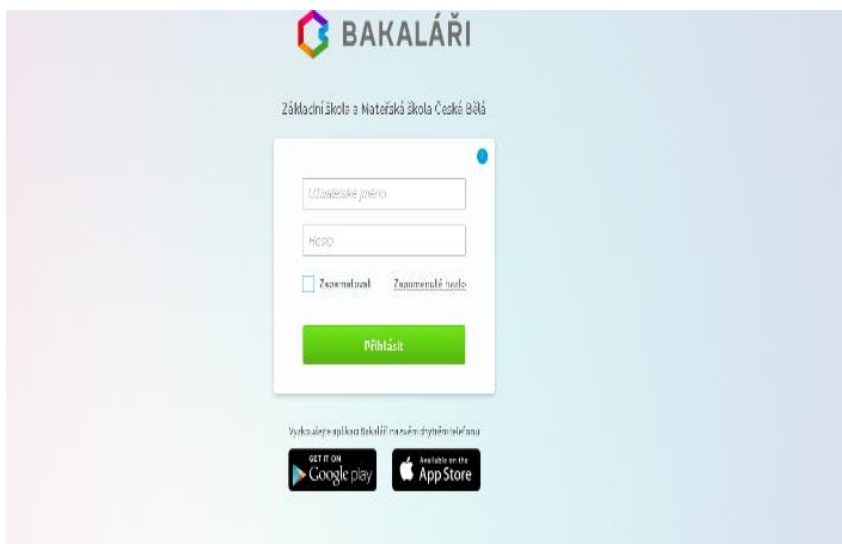 BAKALÁŘI
Základní škola a Mateřská škola Česká Bělá
Uživatelské jméno
Heslo
Zapamatovat Zapomenuté heslo
Přihlásit
Vyzkoušejte aplikaci Bakaláři na svém chytrém telefonu
GET IT ON
Google play
Available on the
App Store